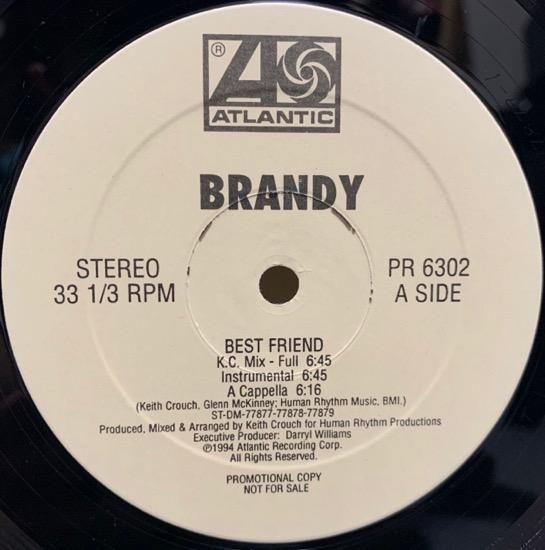 ®
ATLANTIC
BRANDY
STEREO
33 1/3 RPM
PR 6302
A SIDE
BEST FRIEND
K.C. Mix - Full 6:45
Instrumental 6:45
A Cappella 6:16
(Keith Crouch, Glenn McKinney; Human Rhythm Music, BMI.)
ST-DM-77877-77878-77879
Produced, Mixed & Arranged by Keith Crouch for Human Rhythm Productions
Executive Producer: Darryl Williams
℗1994 Atlantic Recording Corp.
All Rights Reserved.
PROMOTIONAL COPY
NOT FOR SALE